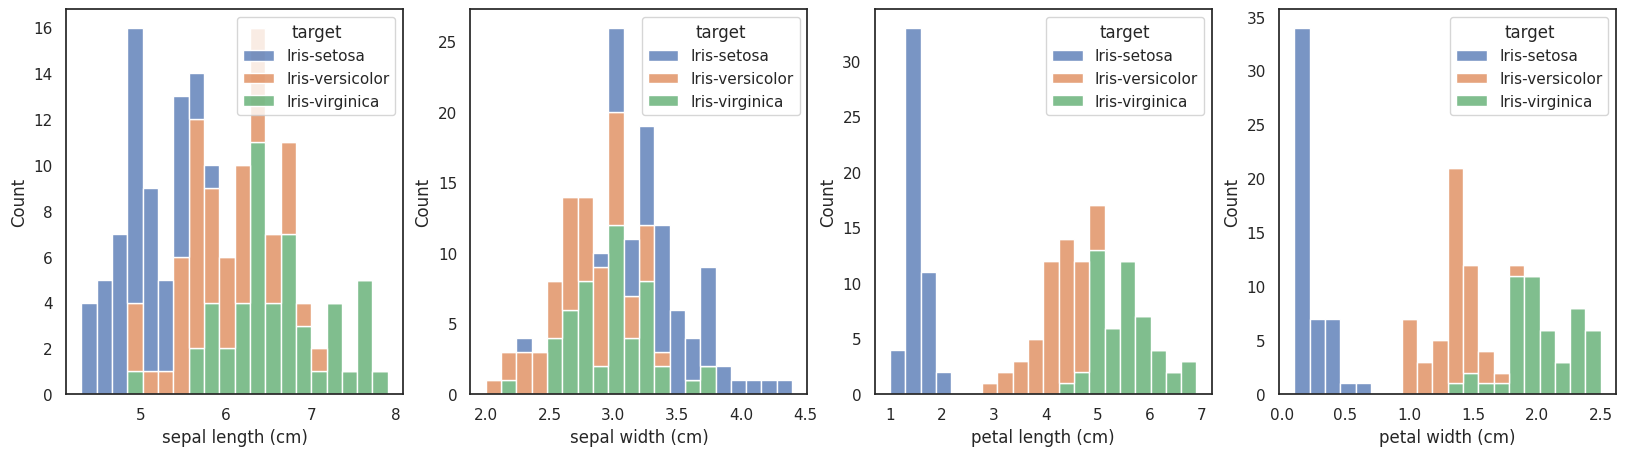 16
14
12
10
8
6
4
2
0
Count
5
6
7
8
sepal length (cm)
target
Iris-setosa
Iris-versicolor
Iris-virginica
25
20
15
10
5
0
Count
2.0
2.5
3.0
3.5
4.0
4.5
sepal width (cm)
target
Iris-setosa
Iris-versicolor
Iris-virginica
30
25
20
15
10
5
0
Count
1
2
3
4
5
6
7
petal length (cm)
target
Iris-setosa
Iris-versicolor
Iris-virginica
35
30
25
20
15
10
5
0
Count
0.0
0.5
1.0
1.5
2.0
2.5
petal width (cm)
target
Iris-setosa
Iris-versicolor
Iris-virginica